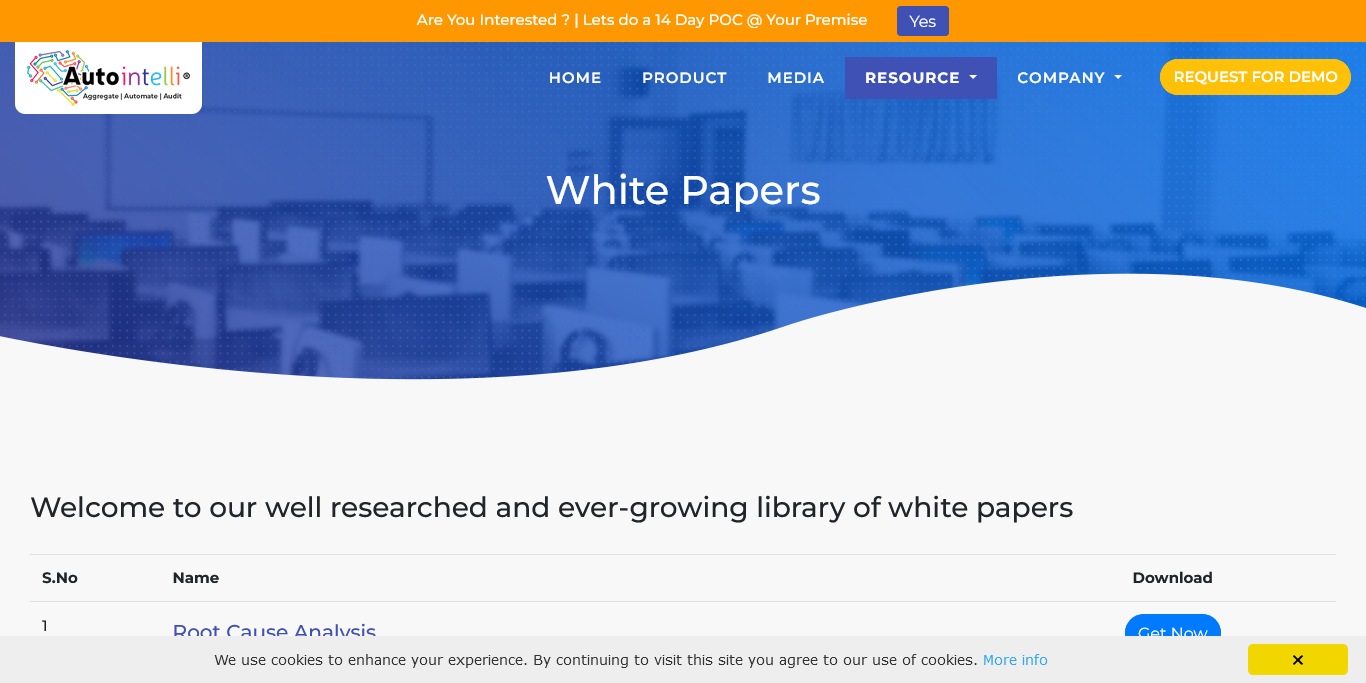 Are You Interested ? | Lets do a 14 Day POC @ Your Premise
Yes
Autointelli®
Aggregate | Automate | Audit
HOME
PRODUCT
MEDIA
RESOURCE
COMPANY
REQUEST FOR DEMO
White Papers
Welcome to our well researched and ever-growing library of white papers
S.No
Name
Download
1
Root Cause Analysis
Get Now
We use cookies to enhance your experience. By continuing to visit this site you agree to our use of cookies. More info